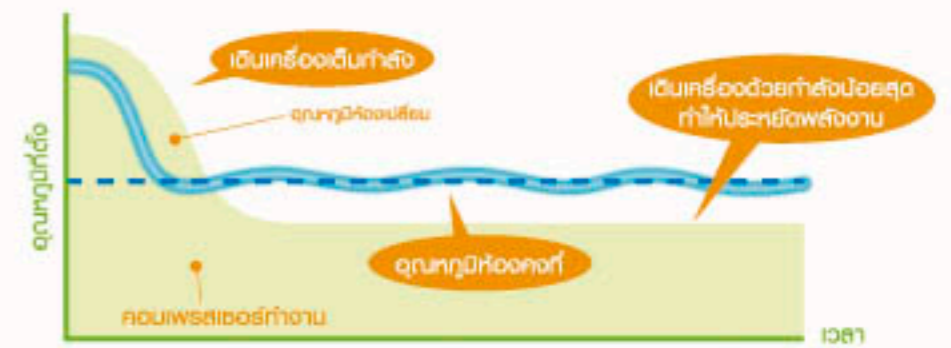 เดินเครื่องเต็มกำลัง
อุณหภูมิห้องเปลี่ยน
เดินเครื่องด้วยกำลังน้อยสุด
ทำให้ประหยัดพลังงาน
อุณหภูมิที่ตั้ง
อุณหภูมิห้องคงที่
คอมเพรสเซอร์ทำงาน
เวลา